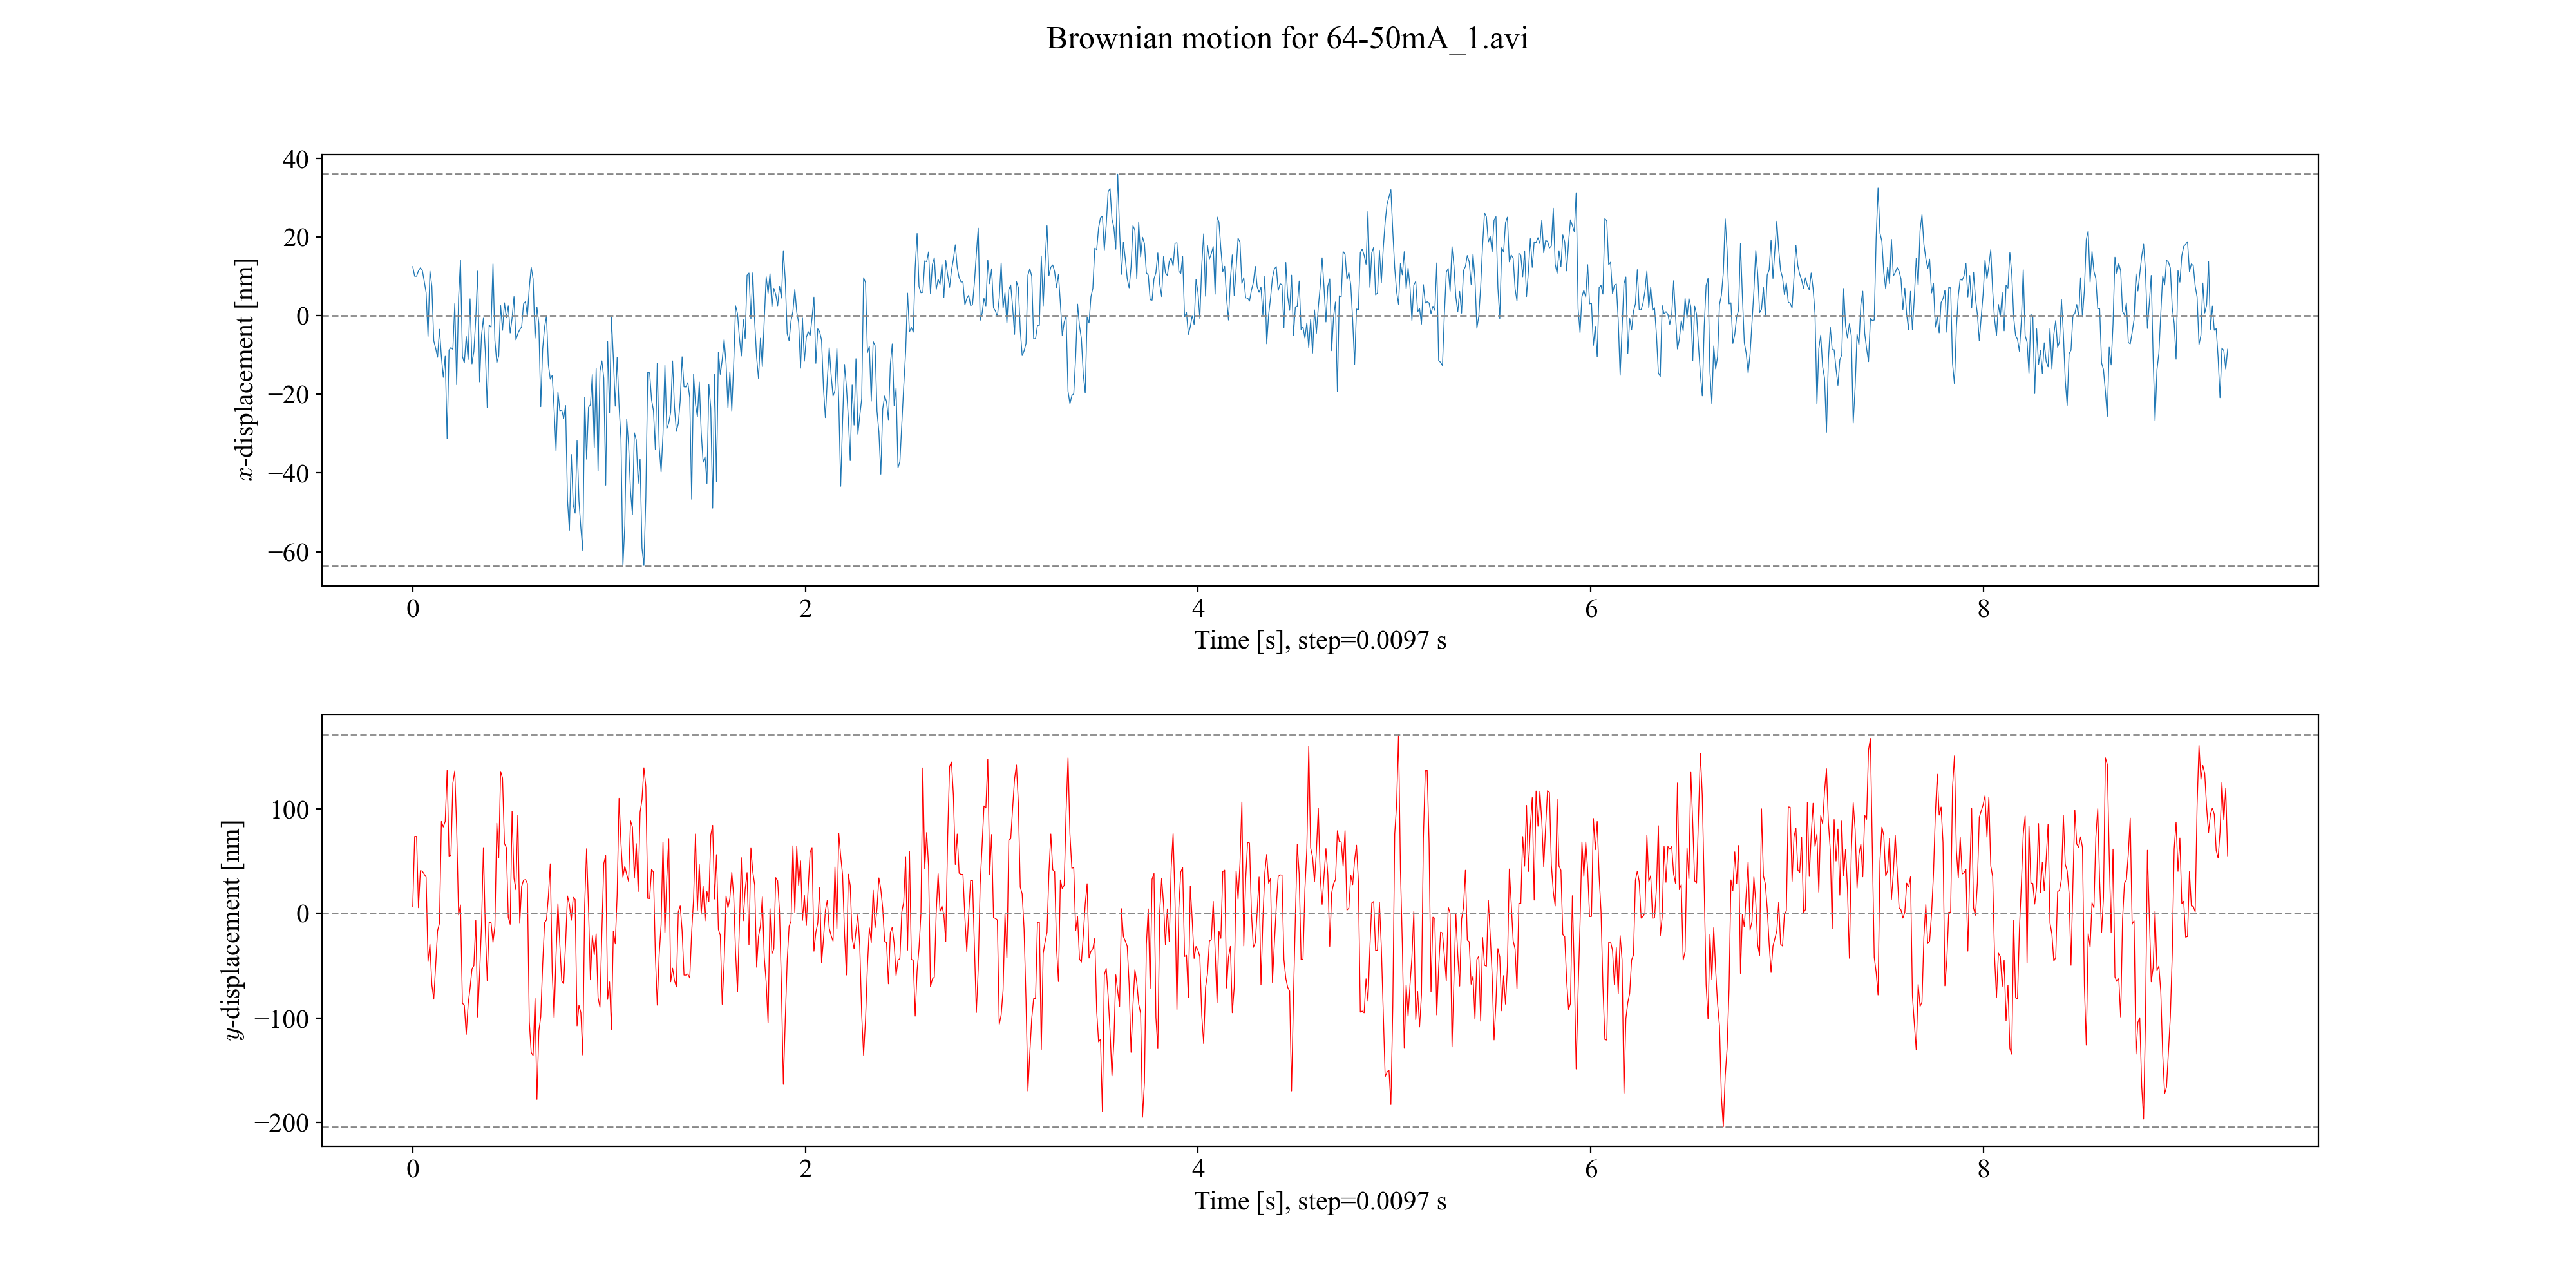 Brownian motion for 64-50mA_1.avi
40
20
0
−20
−40
−60
x-displacement [nm]
0 2 4 6 8
Time [s], step=0.0097 s
100
0
−100
−200
y-displacement [nm]
0 2 4 6 8
Time [s], step=0.0097 s